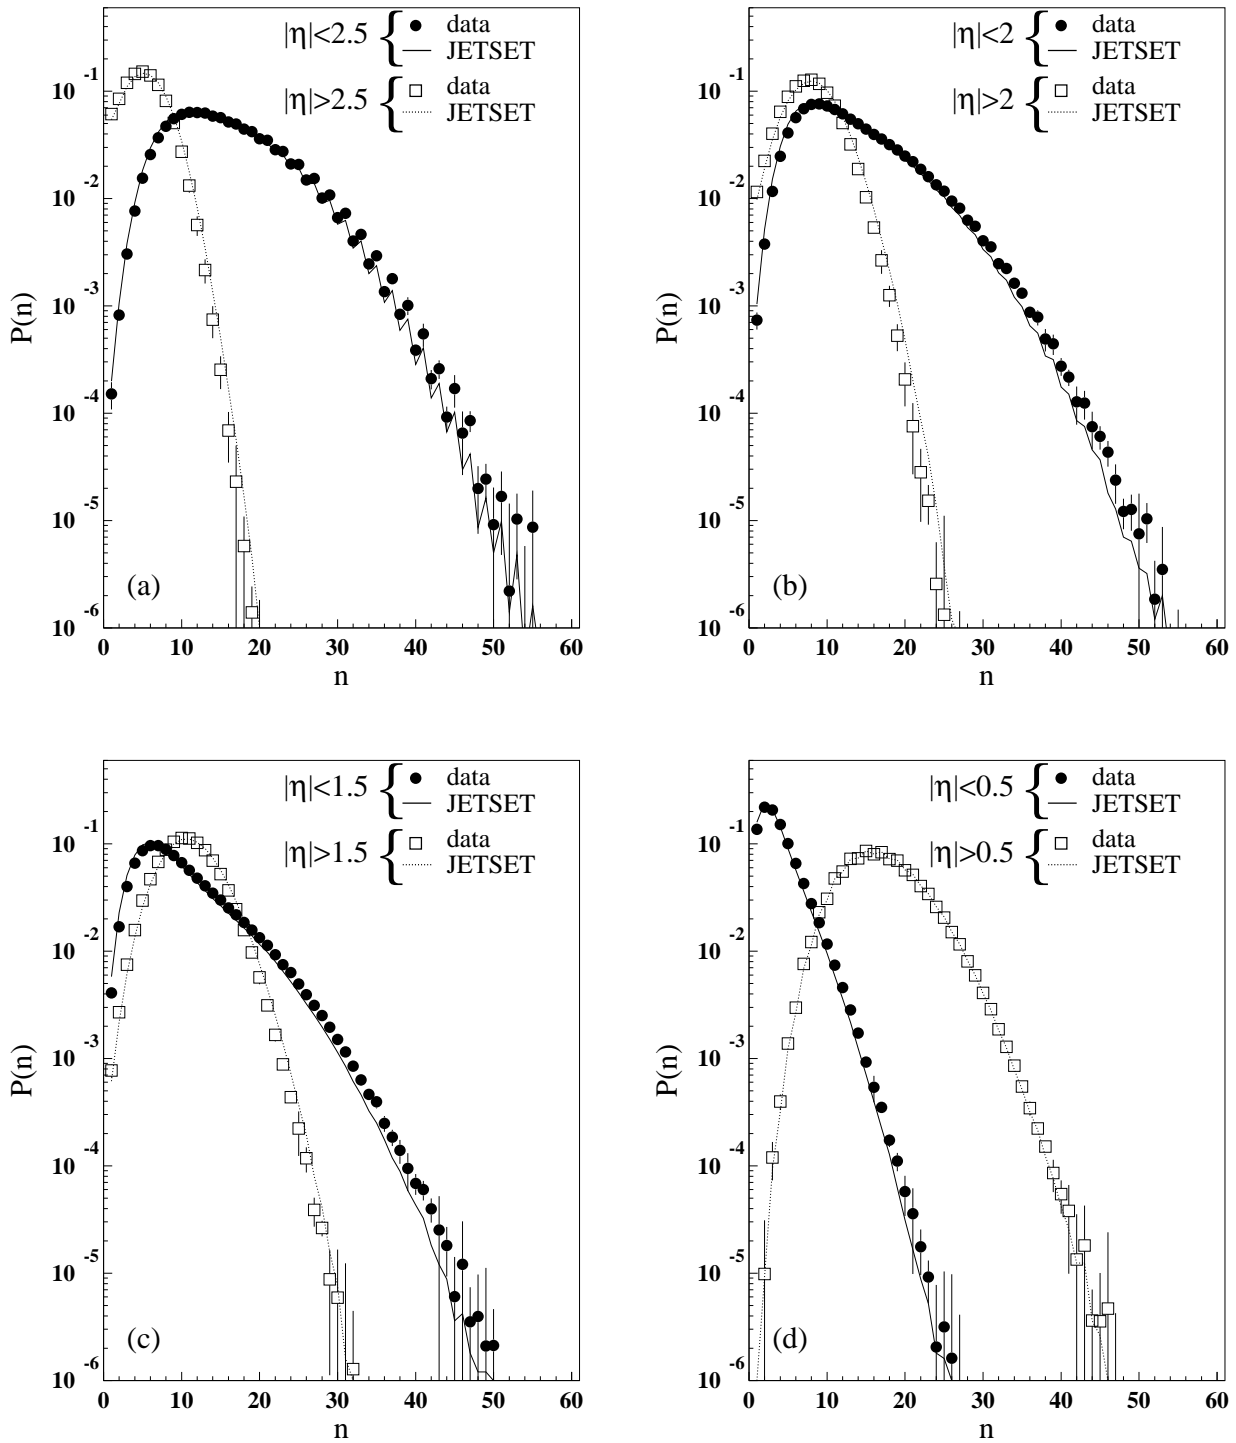 |η|<2.5 { data
JETSET
|η|>2.5 { data
JETSET
10 -1
10 -2
10 -3
10 -4
10 -5
10 -6
P(n)
(a)
0 10 20 30 40 50 60
n
|η|<2 { data
JETSET
|η|>2 { data
JETSET
10 -1
10 -2
10 -3
10 -4
10 -5
10 -6
P(n)
(b)
0 10 20 30 40 50 60
n
|η|<1.5 { data
JETSET
|η|>1.5 { data
JETSET
10 -1
10 -2
10 -3
10 -4
10 -5
10 -6
P(n)
(c)
0 10 20 30 40 50 60
n
|η|<0.5 { data
JETSET
|η|>0.5 { data
JETSET
10 -1
10 -2
10 -3
10 -4
10 -5
10 -6
P(n)
(d)
0 10 20 30 40 50 60
n